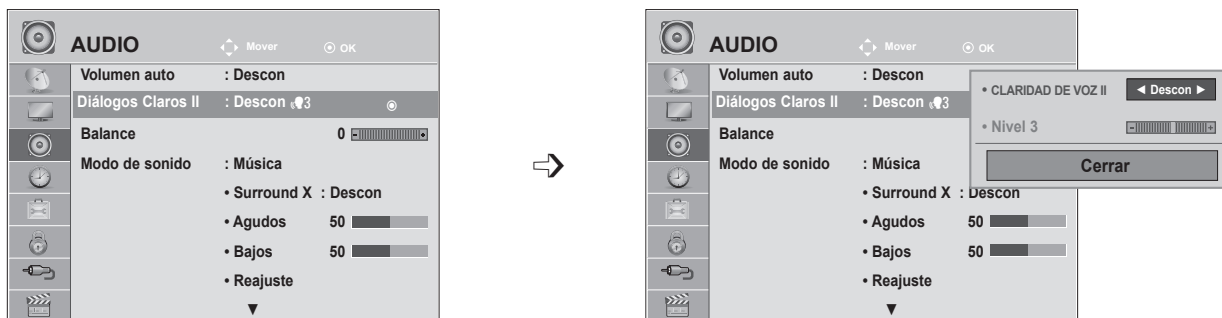 AUDIO Mover OK
Volumen auto : Descon
Diálogos Claros II : Descon 3
Balance 0 - +
Modo de sonido : Música
• Surround X : Descon
• Agudos 50
• Bajos 50
• Reajuste
▼
AUDIO Mover OK
Volumen auto : Descon
Diálogos Claros II : Descon 3
Balance
Modo de sonido : Música
• Surround X : Descon
• Agudos 50
• Bajos 50
• Reajuste
▼
• CLARIDAD DE VOZ II ◄ Descon ►
• Nivel 3 - +
Cerrar